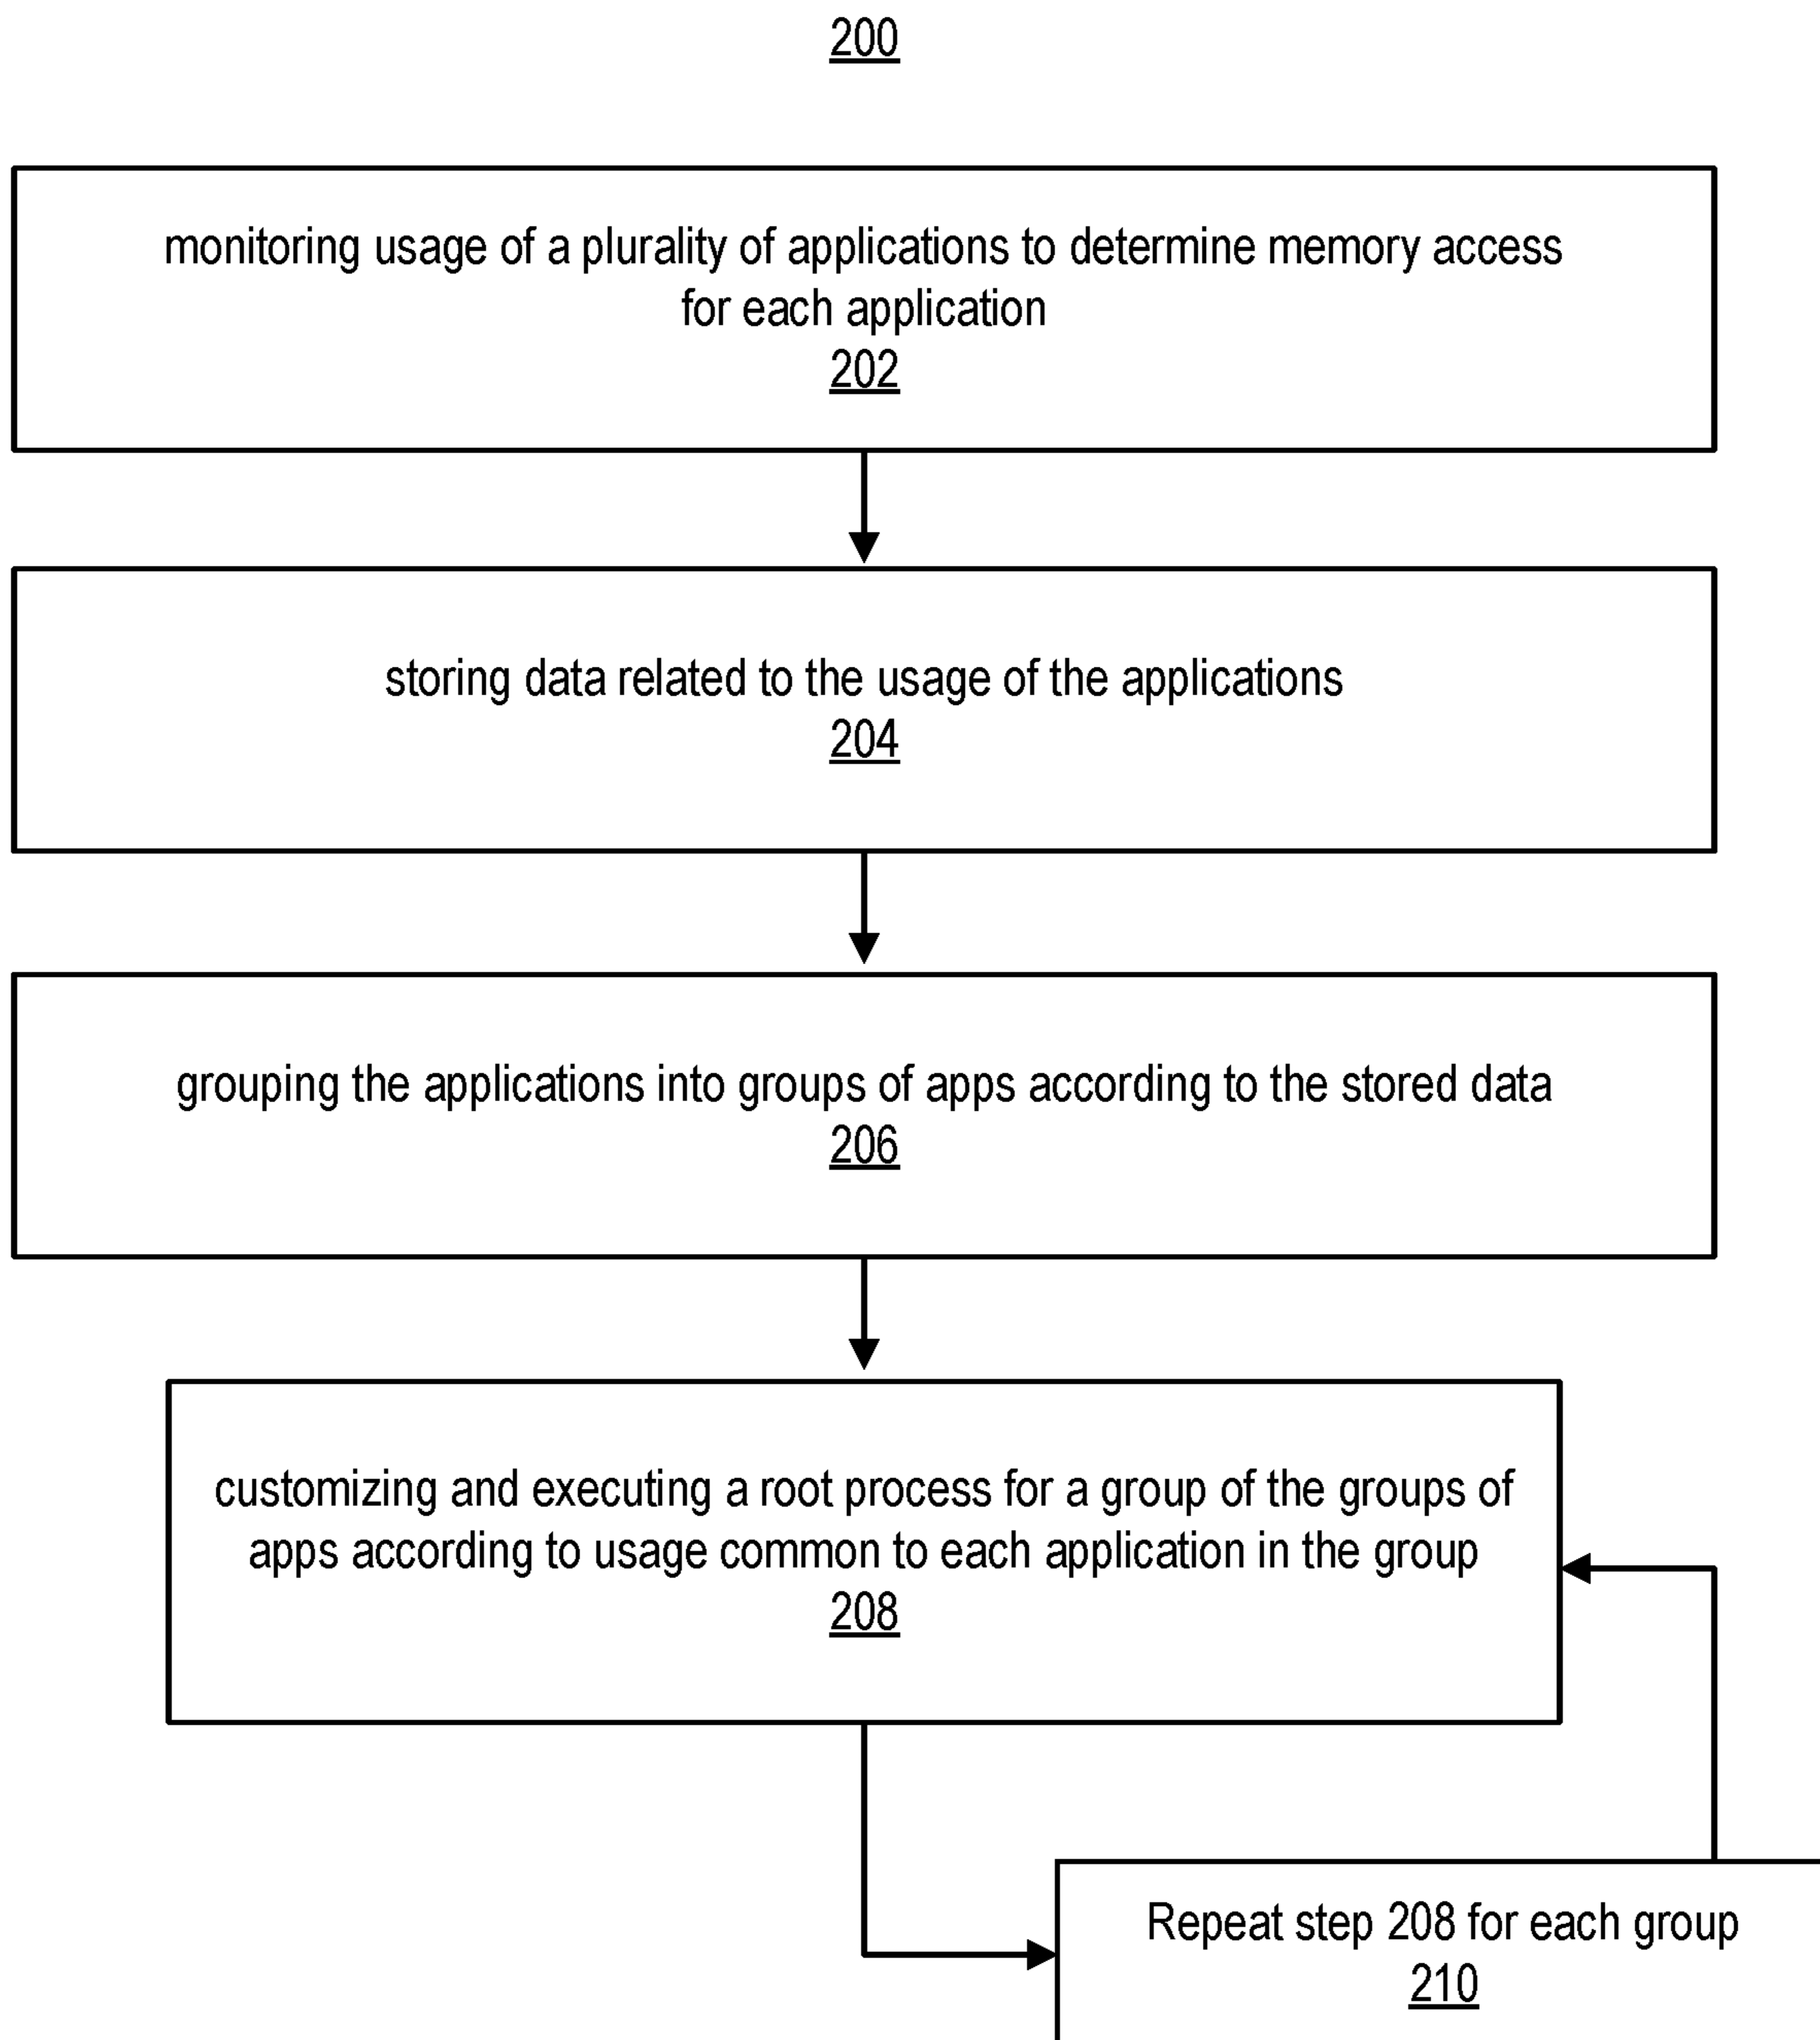 200
monitoring usage of a plurality of applications to determine memory access
for each application
202
storing data related to the usage of the applications
204
grouping the applications into groups of apps according to the stored data
206
customizing and executing a root process for a group of the groups of
apps according to usage common to each application in the group
208
Repeat step 208 for each group
210